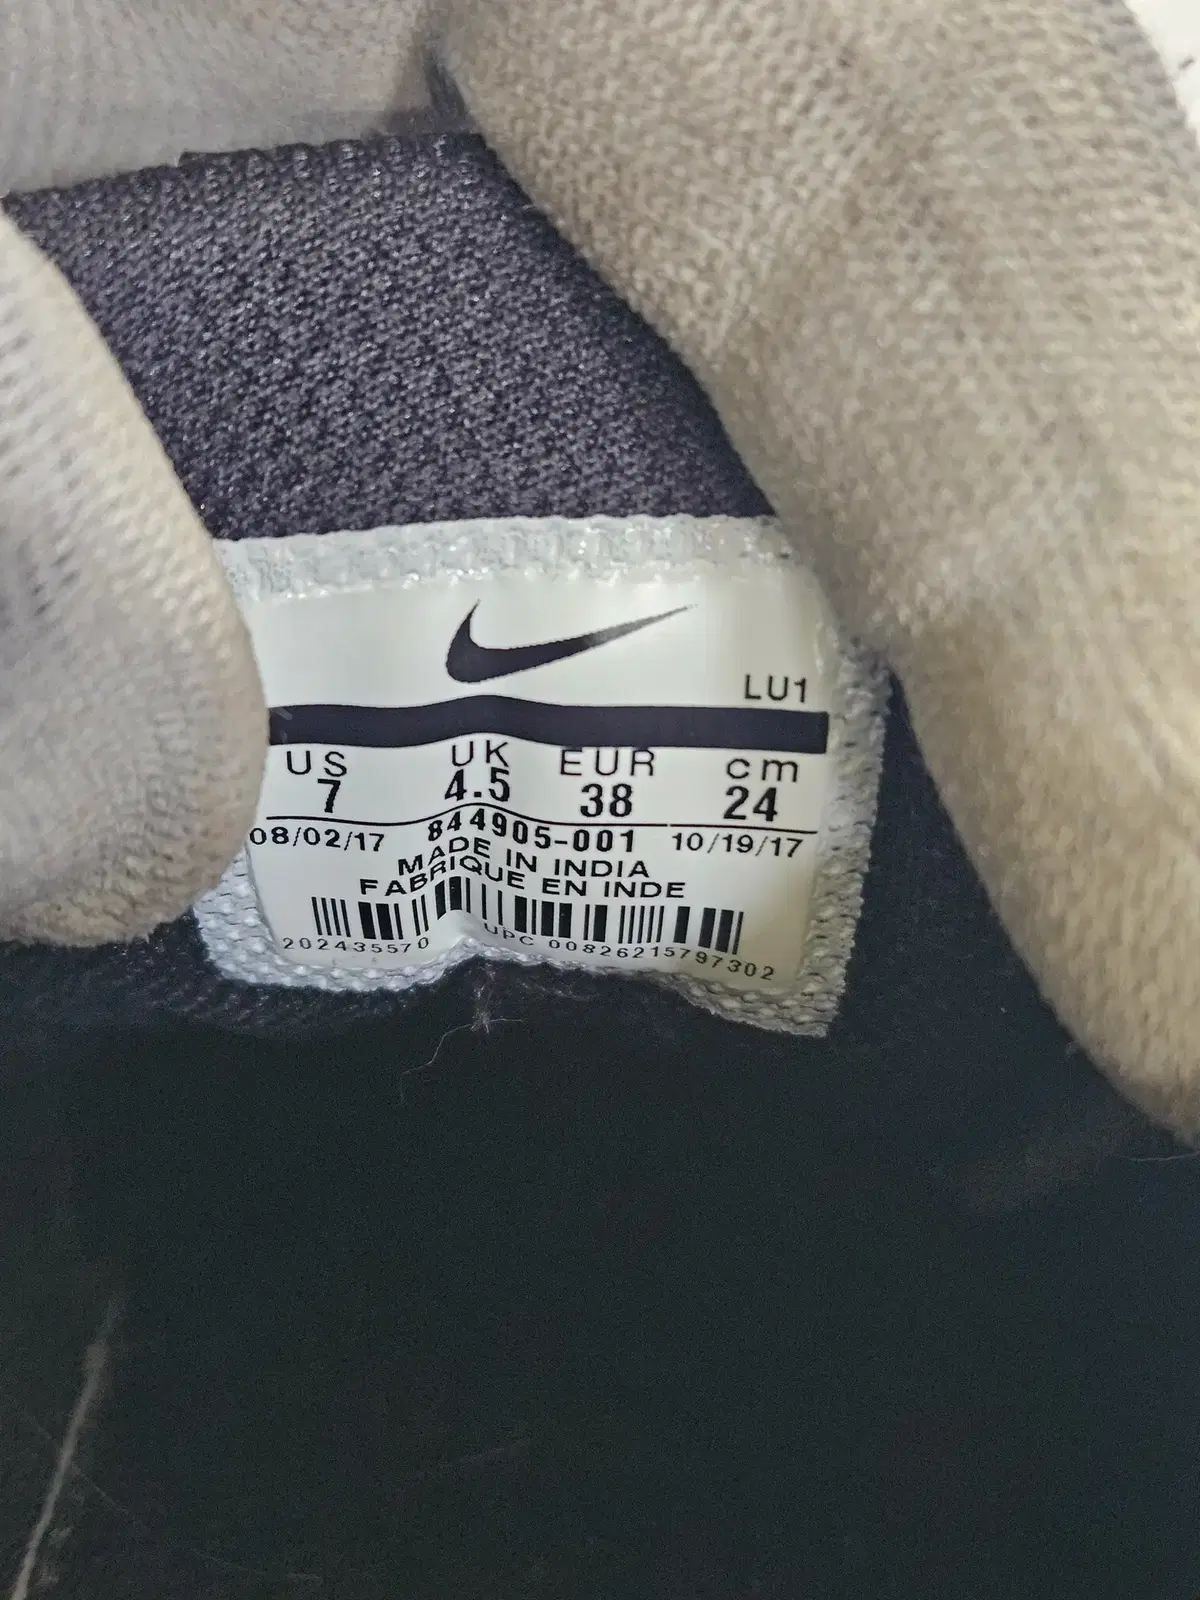 LU1
US UK EUR cm
7 4.5 38 24
08/02/17 844905-001 10/19/17
MADE IN INDIA
FABRIQUE EN INDE
2024355570 UPC 00826215797302